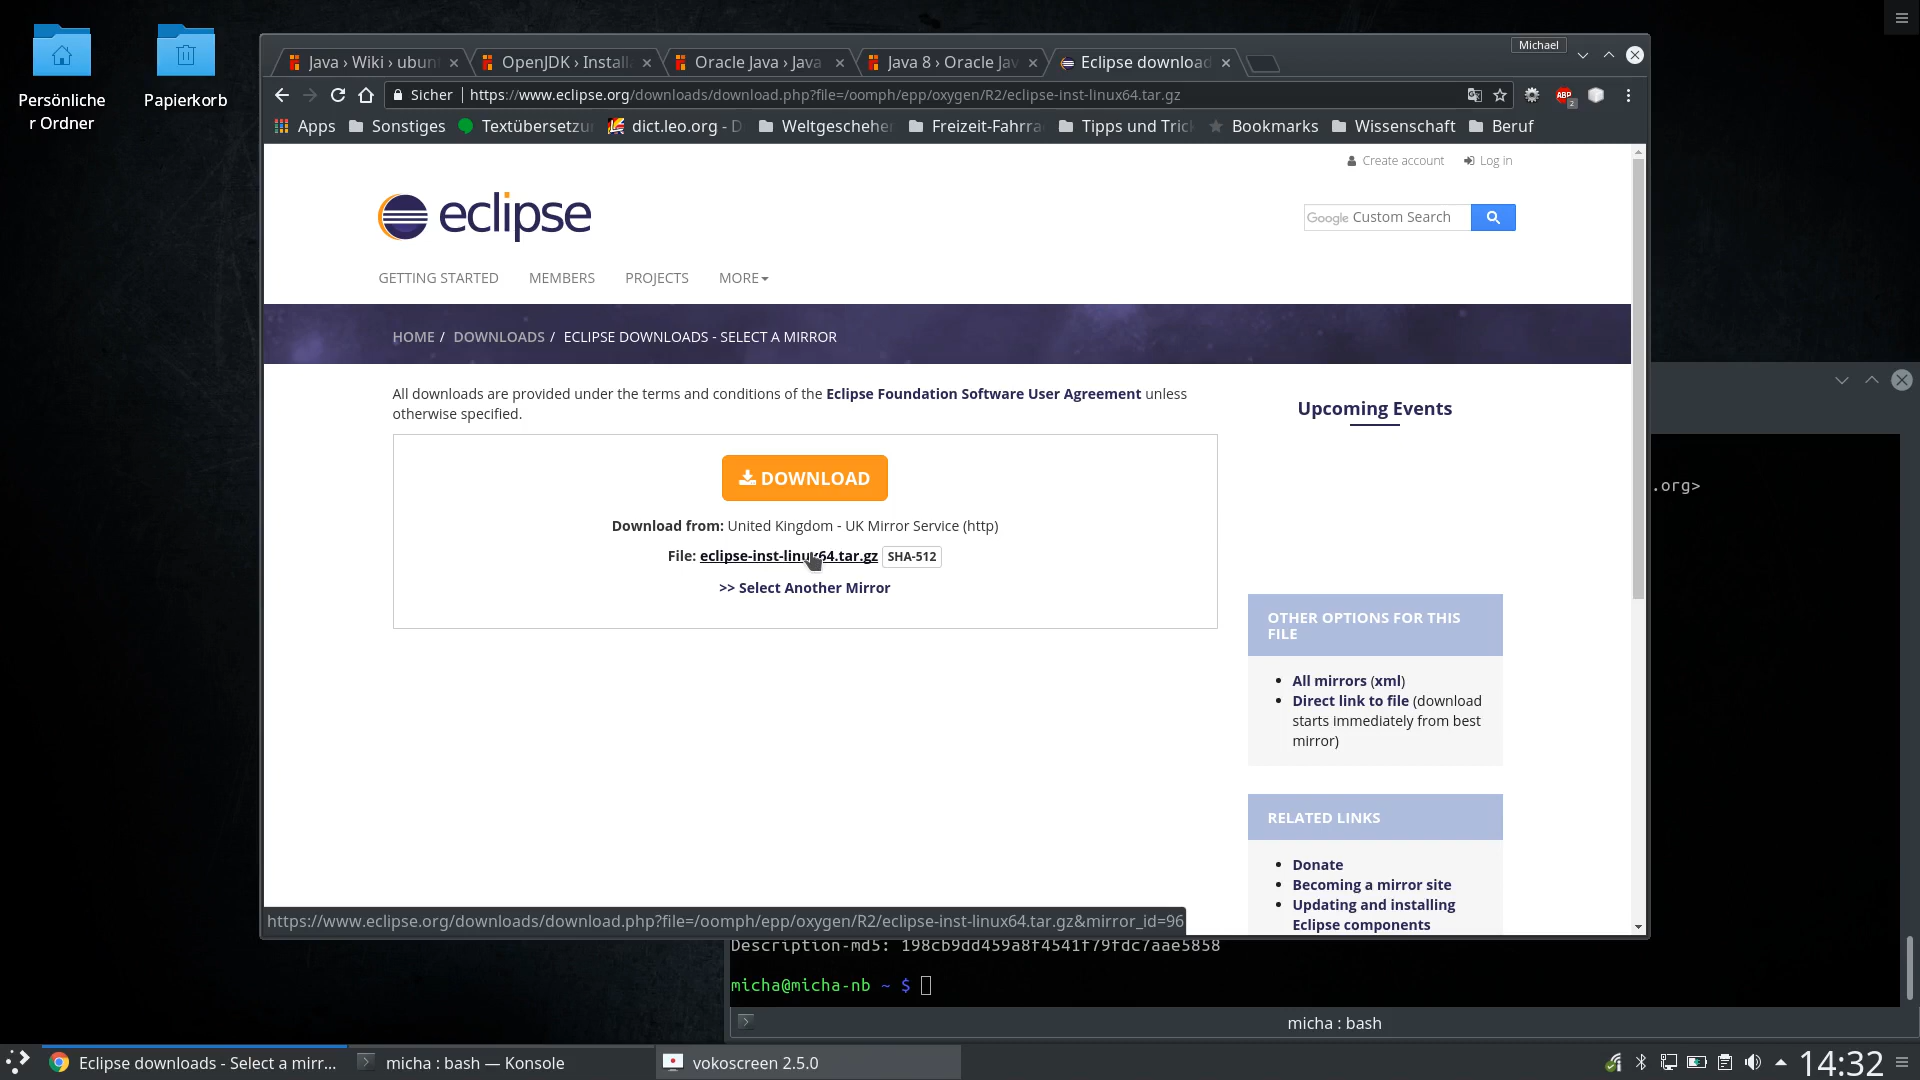 Persönliche
r Ordner
Papierkorb
Michael
Java › Wiki › ubun
OpenJDK › Install
Oracle Java › Java
Java 8 › Oracle Jav
Eclipse download
Sicher
https://www.eclipse.org/downloads/download.php?file=/oomph/epp/oxygen/R2/eclipse-inst-linux64.tar.gz
ABP
2
Apps
Sonstiges
Textübersetzu
dict.leo.org - D
Weltgeschehe
Freizeit-Fahrra
Tipps und Tric
Bookmarks
Wissenschaft
Beruf
Create account
Log in
eclipse
Google Custom Search
GETTING STARTED
MEMBERS
PROJECTS
MORE
HOME / DOWNLOADS / ECLIPSE DOWNLOADS - SELECT A MIRROR
All downloads are provided under the terms and conditions of the Eclipse Foundation Software User Agreement unless
otherwise specified.
DOWNLOAD
Download from: United Kingdom - UK Mirror Service (http)
File: eclipse-inst-linux64.tar.gz SHA-512
>> Select Another Mirror
Upcoming Events
OTHER OPTIONS FOR THIS
FILE
All mirrors (xml)
Direct link to file (download
starts immediately from best
mirror)
RELATED LINKS
Donate
Becoming a mirror site
Updating and installing
Eclipse components
https://www.eclipse.org/downloads/download.php?file=/oomph/epp/oxygen/R2/eclipse-inst-linux64.tar.gz&mirror_id=96
.org>
Description-md5: 198cb9dd459a8f4541f79fdc7aae5858
micha@micha-nb ~ $
micha : bash
Eclipse downloads - Select a mirr...
micha : bash — Konsole
vokoscreen 2.5.0
14:32